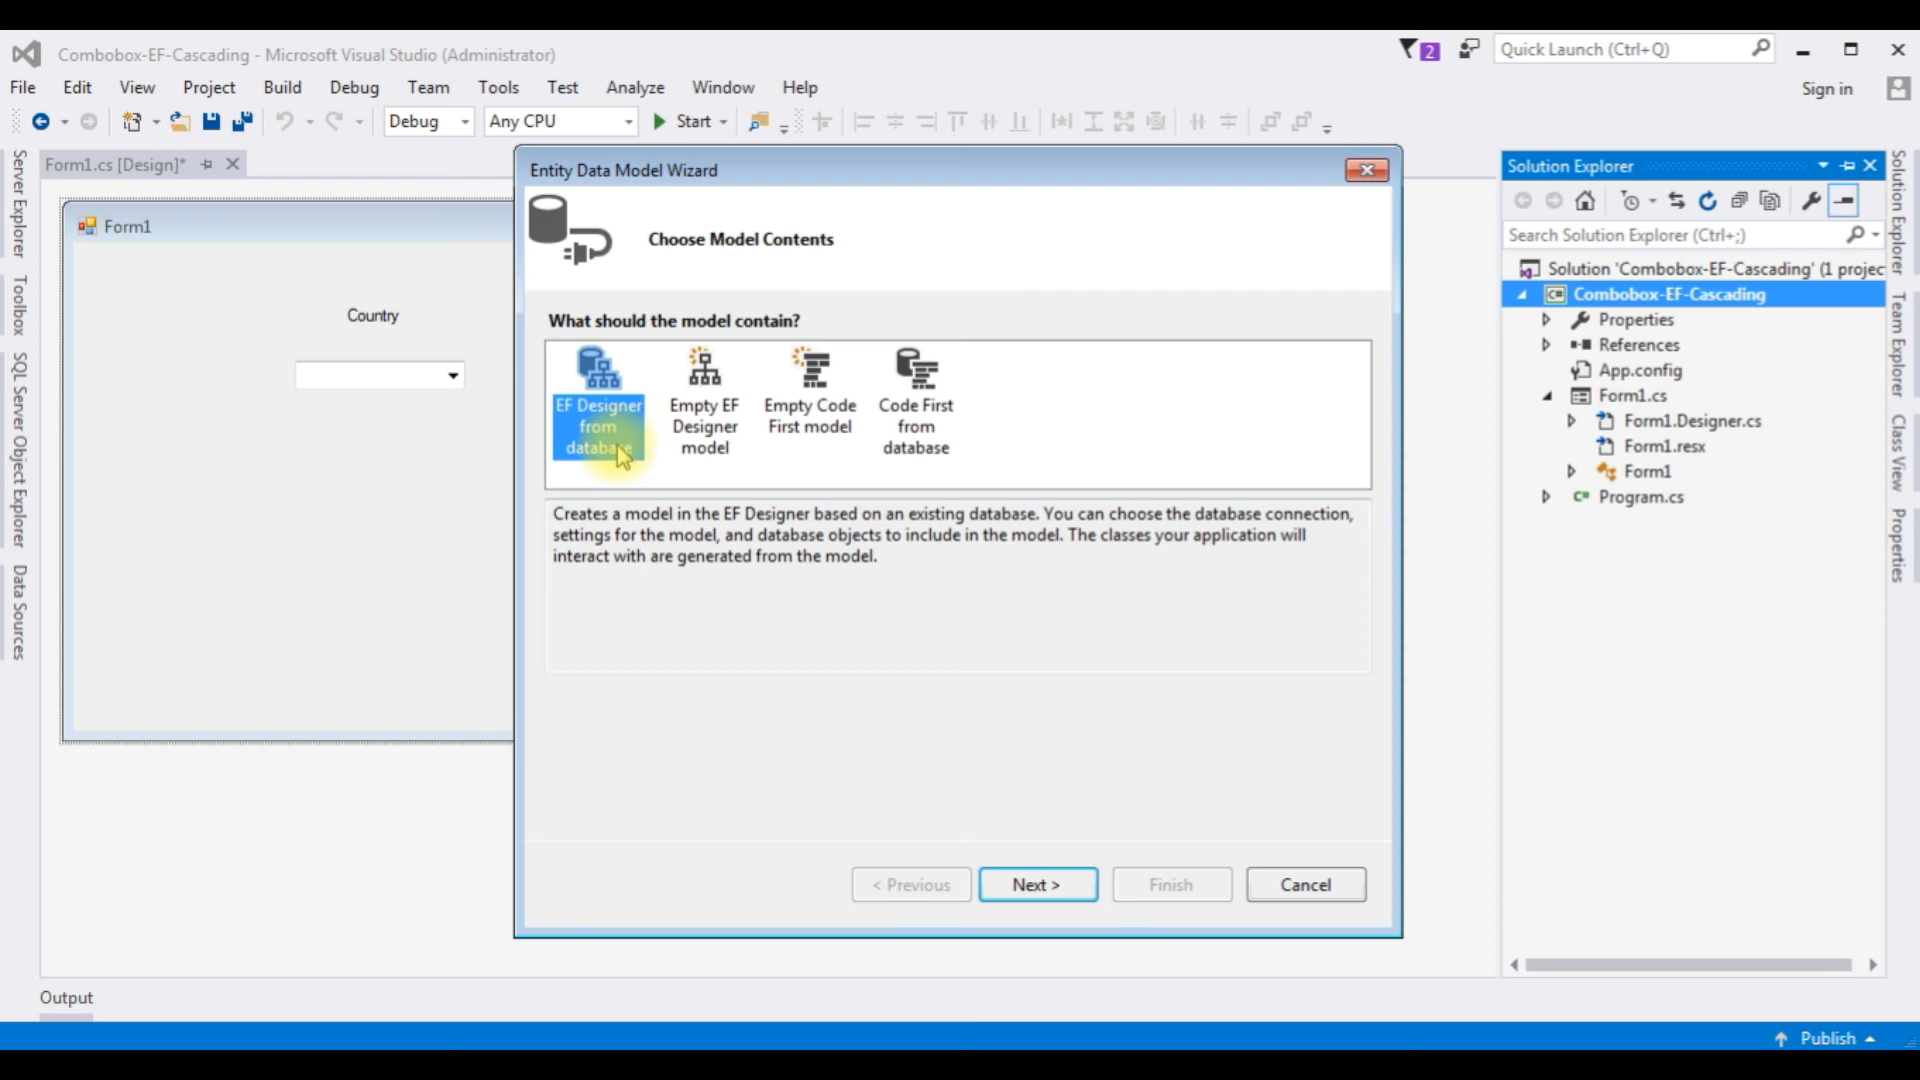 Combobox-EF-Cascading - Microsoft Visual Studio (Administrator)
2
Quick Launch (Ctrl+Q)
File Edit View Project Build Debug Team Tools Test Analyze Window Help
Sign in
Debug Any CPU Start
Server Explorer
Toolbox
SQL Server Object Explorer
Data Sources
Form1.cs [Design]*
Form1
Country
Entity Data Model Wizard
Choose Model Contents
What should the model contain?
EF Designer from database
Empty EF Designer model
Empty Code First model
Code First from database
Creates a model in the EF Designer based on an existing database. You can choose the database connection,
settings for the model, and database objects to include in the model. The classes your application will
interact with are generated from the model.
< Previous
Next >
Finish
Cancel
Solution Explorer
Search Solution Explorer (Ctrl+;)
Solution 'Combobox-EF-Cascading' (1 projec
Combobox-EF-Cascading
Properties
References
App.config
Form1.cs
Form1.Designer.cs
Form1.resx
Form1
C# Program.cs
Solution Explorer
Team Explorer
Class View
Properties
Output
Publish